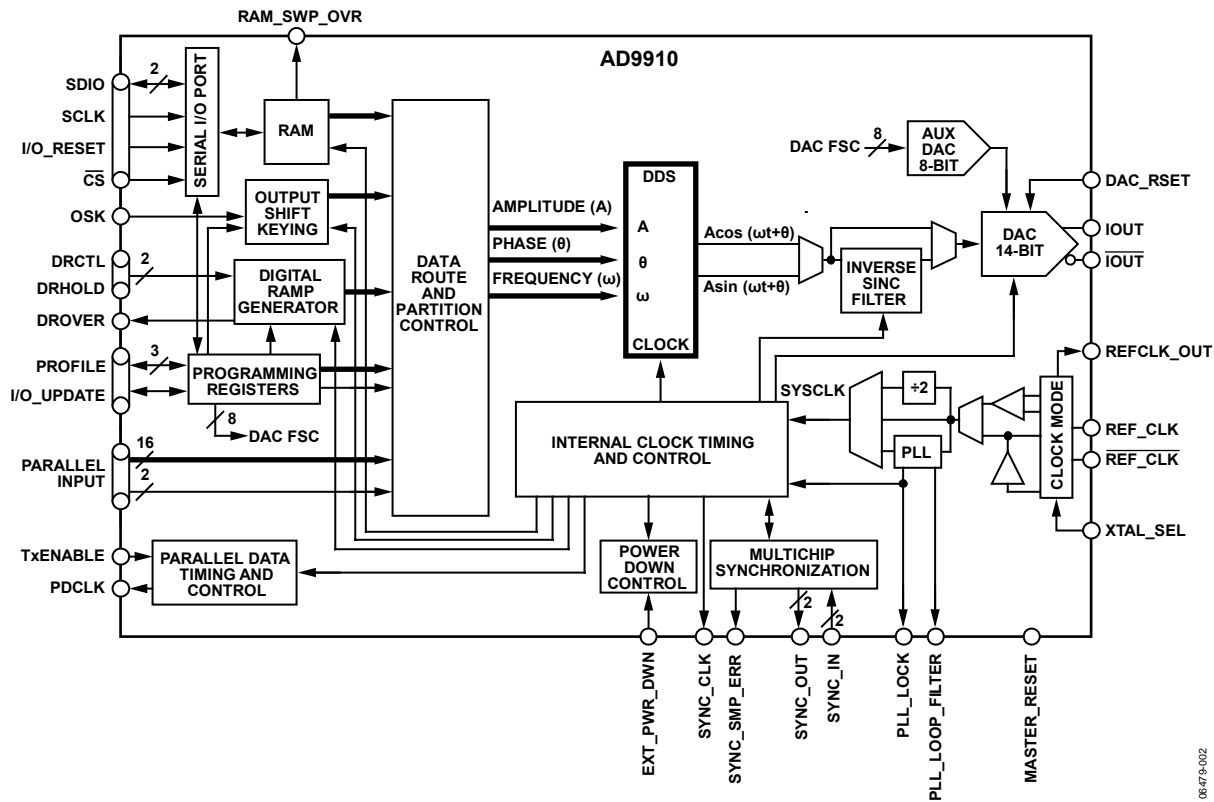 RAM_SWP_OVR
AD9910
SDIO
2
SCLK
I/O_RESET
CS
SERIAL I/O PORT
RAM
OSK
OUTPUT
SHIFT
KEYING
DRCTL
2
DRHOLD
DROVER
DIGITAL
RAMP
GENERATOR
PROFILE
3
I/O_UPDATE
PROGRAMMING
REGISTERS
8
DAC FSC
PARALLEL
INPUT
16
2
TxENABLE
PDCLK
PARALLEL DATA
TIMING AND
CONTROL
DATA
ROUTE
AND
PARTITION
CONTROL
AMPLITUDE (A)
PHASE (θ)
FREQUENCY (ω)
DDS
A
θ
ω
CLOCK
Acos (ωt+θ)
Asin (ωt+θ)
INVERSE
SINC
FILTER
DAC FSC
8
AUX
DAC
8-BIT
DAC
14-BIT
DAC_RSET
IOUT
IOUT
REFCLK_OUT
REF_CLK
REF_CLK
XTAL_SEL
CLOCK MODE
SYSCLK
÷2
PLL
INTERNAL CLOCK TIMING
AND CONTROL
POWER
DOWN
CONTROL
MULTICHIP
SYNCHRONIZATION
2
2
EXT_PWR_DWN
SYNC_CLK
SYNC_SMP_ERR
SYNC_OUT
SYNC_IN
PLL_LOCK
PLL_LOOP_FILTER
MASTER_RESET
06479-002